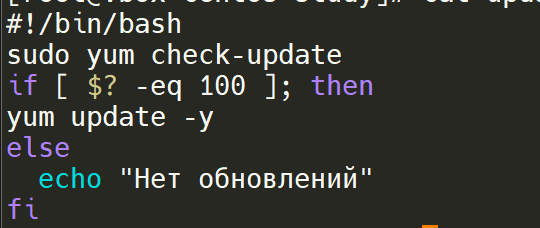 #!/bin/bash
sudo yum check-update
if [ $? -eq 100 ]; then
yum update -y
else
  echo "Нет обновлений"
fi